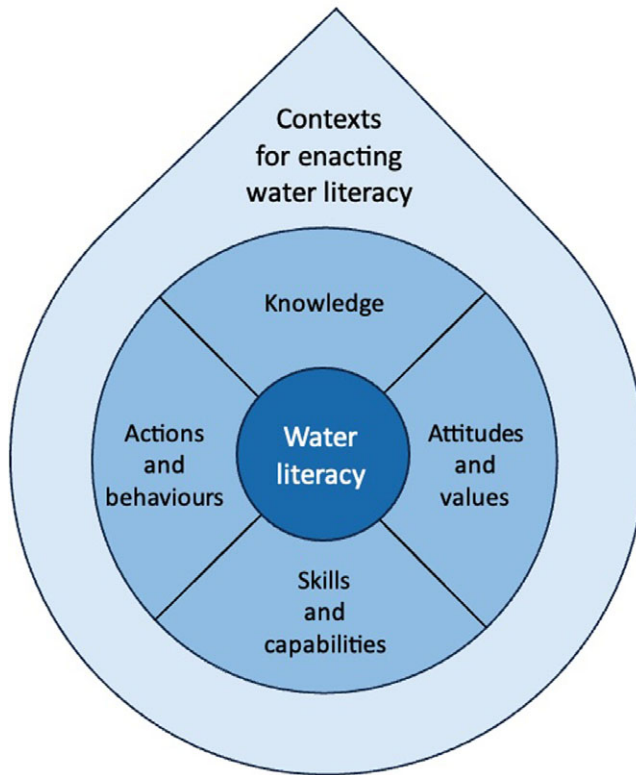 Contexts
for enacting
water literacy
Knowledge
Actions
and
behaviours
Water
literacy
Attitudes
and
values
Skills
and
capabilities